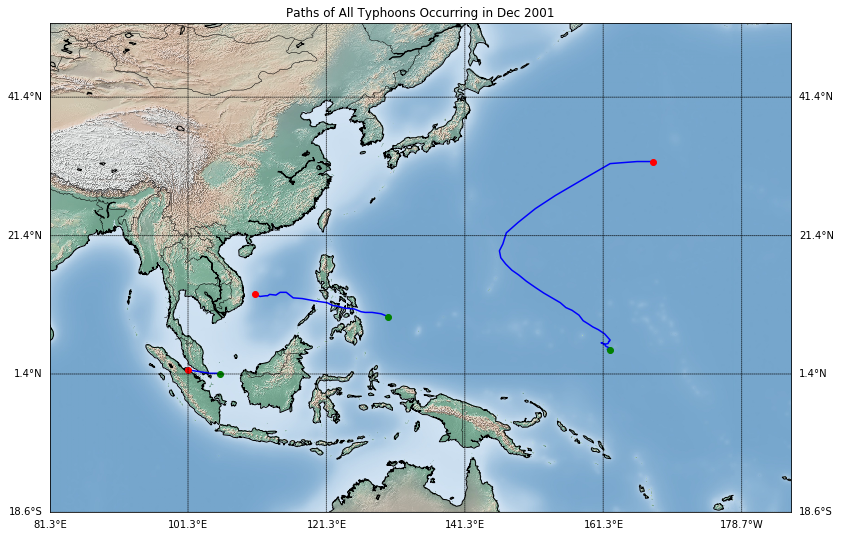 Paths of All Typhoons Occurring in Dec 2001
41.4°N 41.4°N
21.4°N 21.4°N
1.4°N 1.4°N
18.6°S 18.6°S
81.3°E 101.3°E 121.3°E 141.3°E 161.3°E 178.7°W